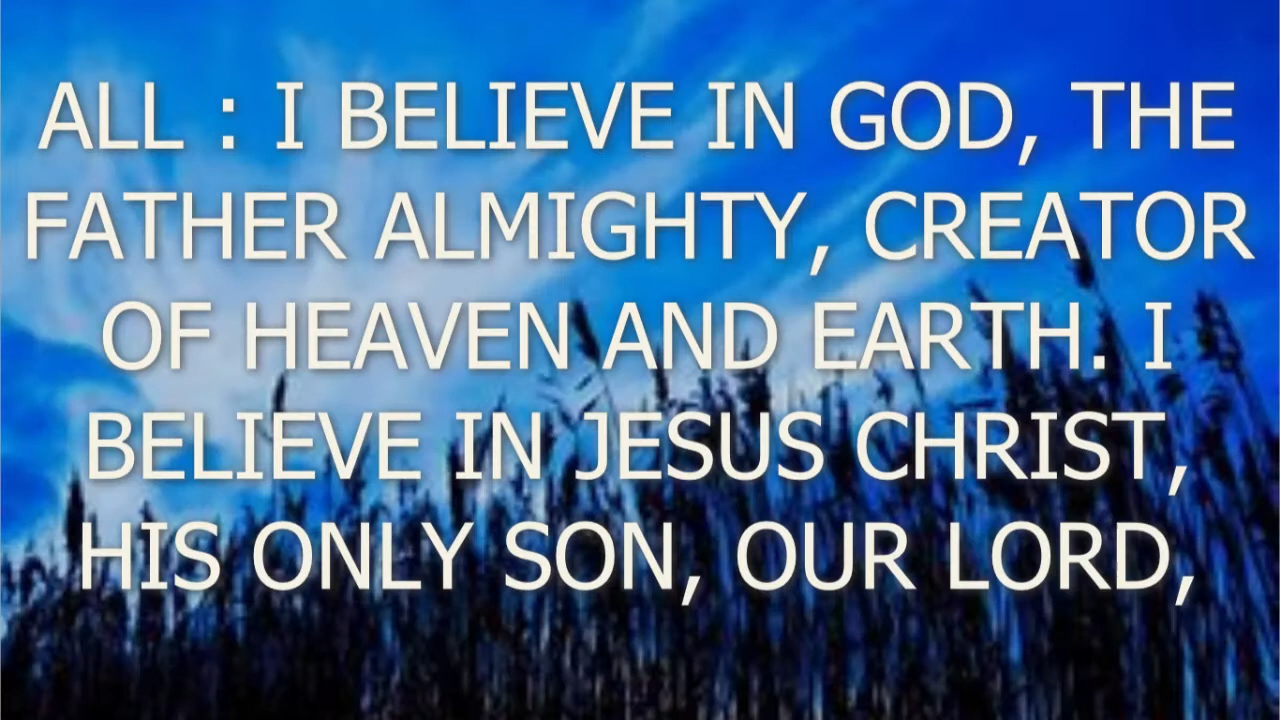 ALL : I BELIEVE IN GOD, THE
FATHER ALMIGHTY, CREATOR
OF HEAVEN AND EARTH. I
BELIEVE IN JESUS CHRIST,
HIS ONLY SON, OUR LORD,